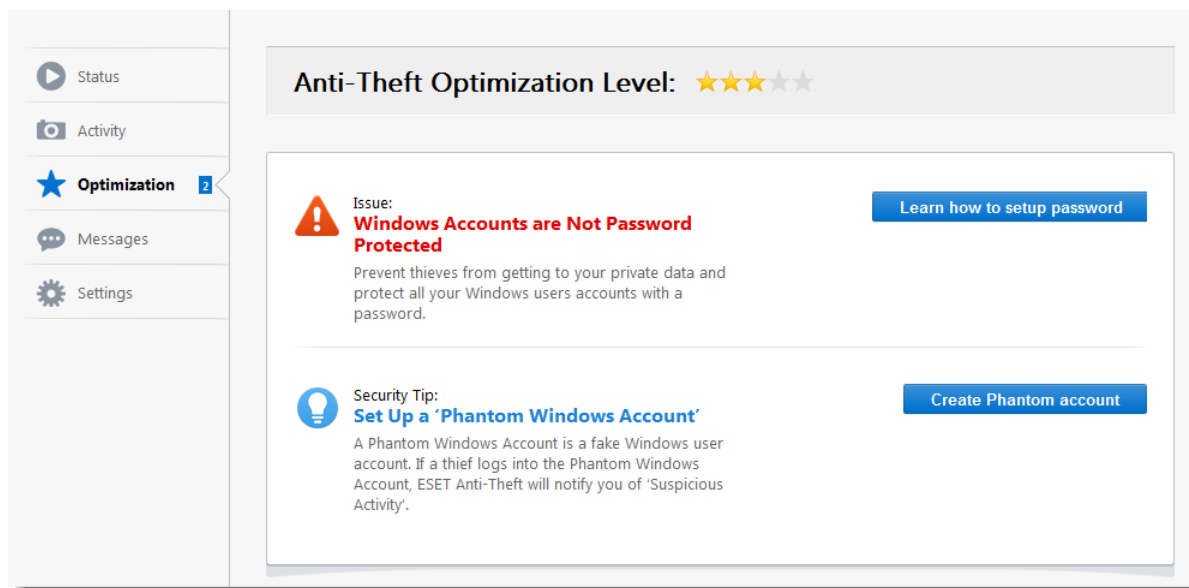 Status
Activity
Optimization 2
Messages
Settings
Anti-Theft Optimization Level:
Issue:
Windows Accounts are Not Password
Protected
Prevent thieves from getting to your private data and
protect all your Windows users accounts with a
password.
Learn how to setup password
Security Tip:
Set Up a ‘Phantom Windows Account’
A Phantom Windows Account is a fake Windows user
account. If a thief logs into the Phantom Windows
Account, ESET Anti-Theft will notify you of ‘Suspicious
Activity’.
Create Phantom account